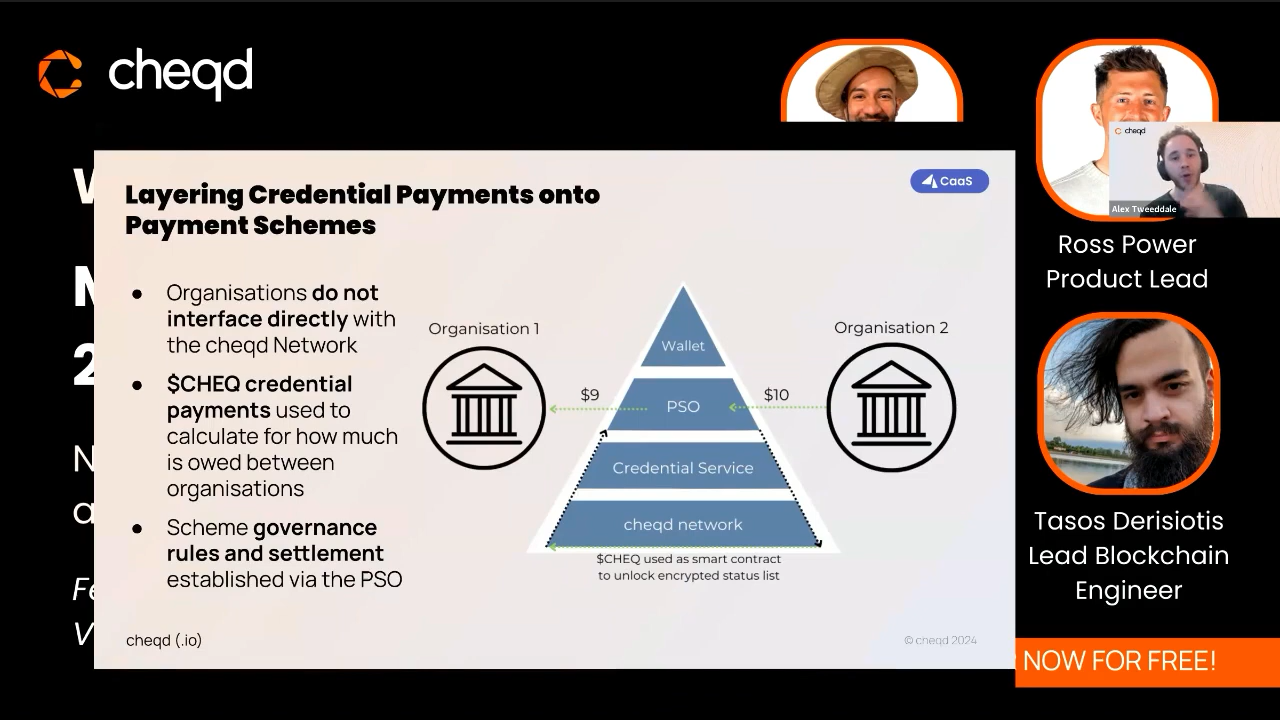 cheqd
W
M
2
N
a
Fe
V
Layering Credential Payments onto
Payment Schemes
CaaS
● Organisations do not
interface directly with
the cheqd Network
● $CHEQ credential
payments used to
calculate for how much
is owed between
organisations
● Scheme governance
rules and settlement
established via the PSO
Organisation 1
$9
Wallet
PSO
Credential Service
cheqd network
$10
Organisation 2
$CHEQ used as smart contract
to unlock encrypted status list
cheqd (.io)
© cheqd 2024
cheqd
Alex Tweeddale
Ross Power
Product Lead
Tasos Derisiotis
Lead Blockchain
Engineer
NOW FOR FREE!